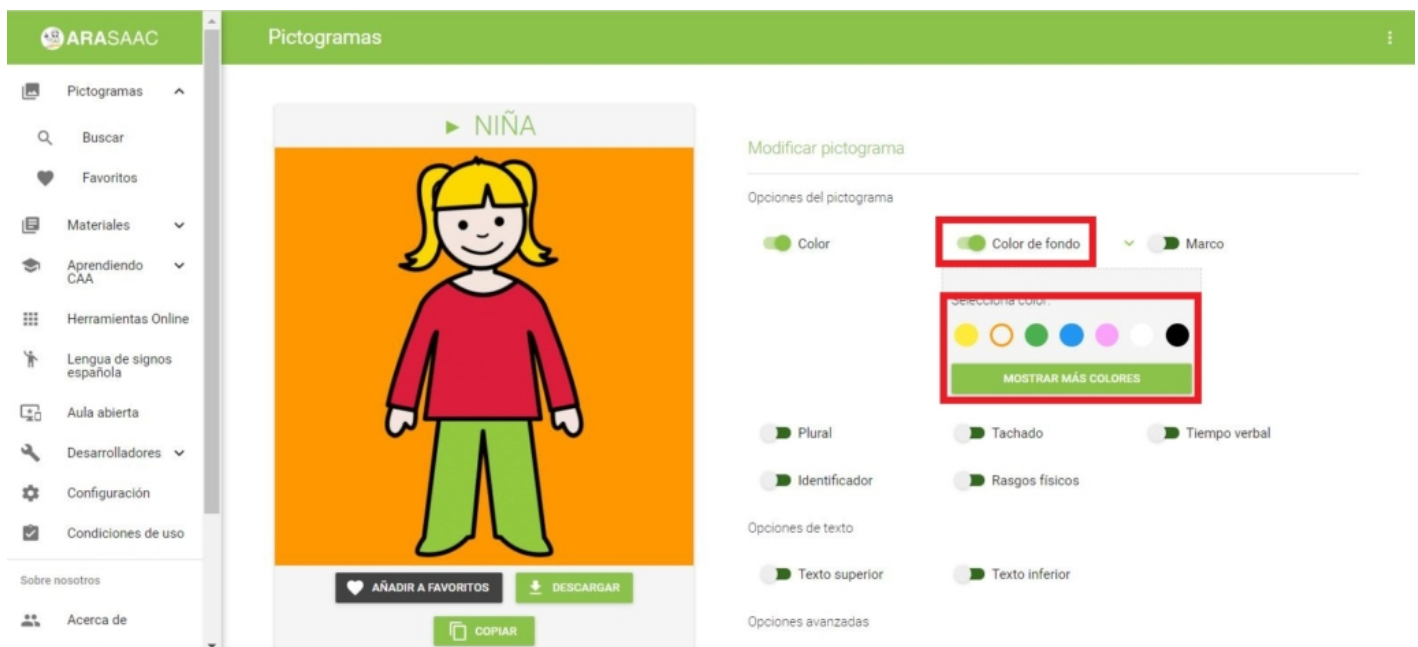 ARASAAC
Pictogramas
Pictogramas
Buscar
Favoritos
Materiales
Aprendiendo
CAA
Herramientas Online
Lengua de signos
española
Aula abierta
Desarrolladores
Configuración
Condiciones de uso
Sobre nosotros
Acerca de
NIÑA
AÑADIR A FAVORITOS
DESCARGAR
COPIAR
Modificar pictograma
Opciones del pictograma
Color
Color de fondo
Marco
Selecciona color:
MOSTRAR MÁS COLORES
Plural
Tachado
Tiempo verbal
Identificador
Rasgos físicos
Opciones de texto
Texto superior
Texto inferior
Opciones avanzadas